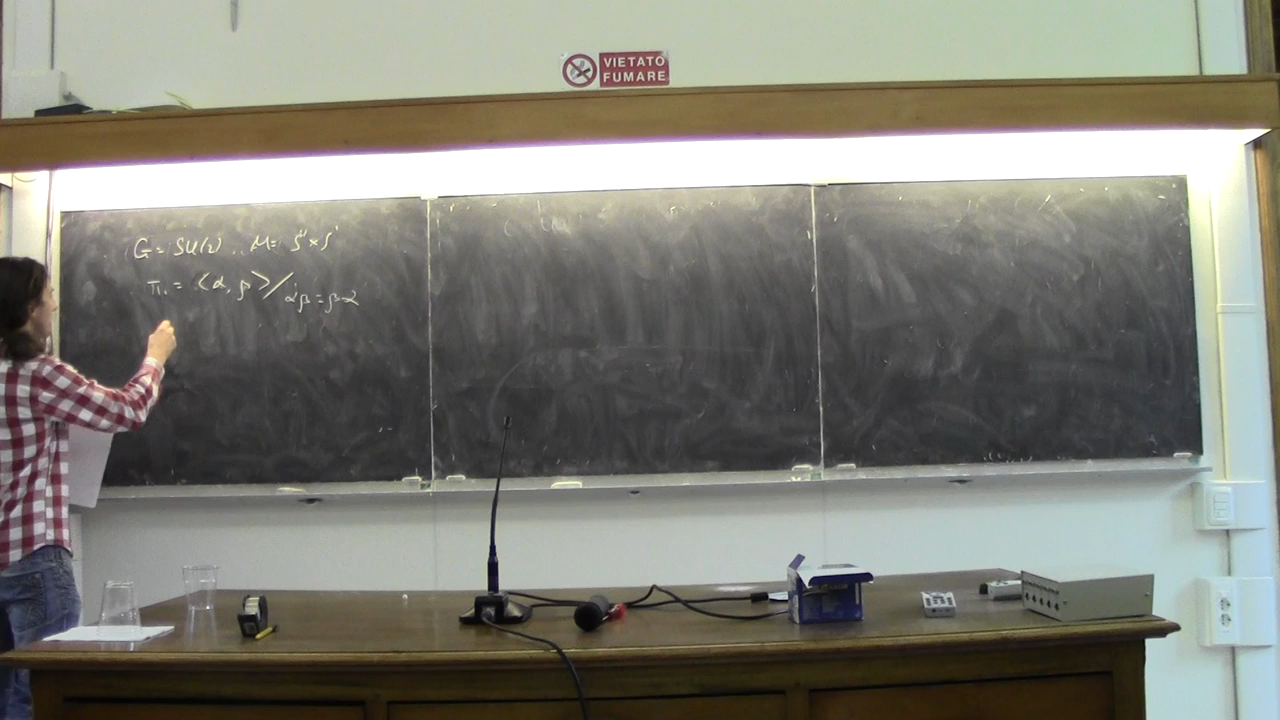 VIETATO
FUMARE
G = SU(2), M = S¹ × S¹
π₁ = <α, β>/αβ = βα